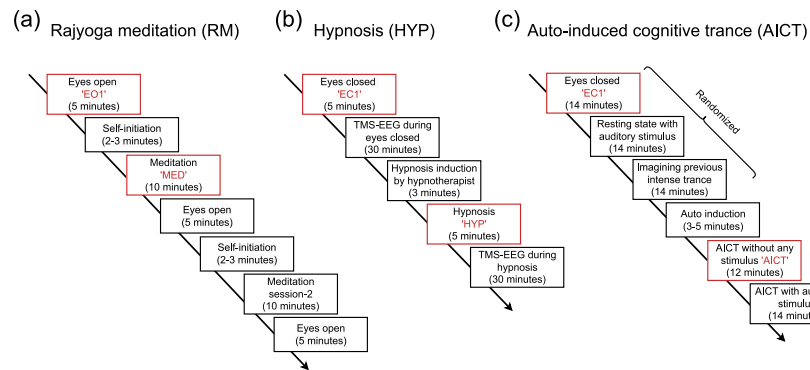 (a)
Rajyoga meditation (RM)
Eyes open
'EO1'
(5 minutes)
Self-initiation
(2-3 minutes)
Meditation
'MED'
(10 minutes)
Eyes open
(5 minutes)
Self-initiation
(2-3 minutes)
Meditation
session-2
(10 minutes)
Eyes open
(5 minutes)
(b)
Hypnosis (HYP)
Eyes closed
'EC1'
(5 minutes)
TMS-EEG during
eyes closed
(30 minutes)
Hypnosis induction
by hypnotherapist
(3 minutes)
Hypnosis
'HYP'
(5 minutes)
TMS-EEG during
hypnosis
(30 minutes)
(c)
Auto-induced cognitive trance (AICT)
Eyes closed
'EC1'
(14 minutes)
Randomized
Resting state with
auditory stimulus
(14 minutes)
Imagining previous
intense trance
(14 minutes)
Auto induction
(3-5 minutes)
AICT without any
stimulus 'AICT'
(12 minutes)
AICT with au
stimul
(14 minut